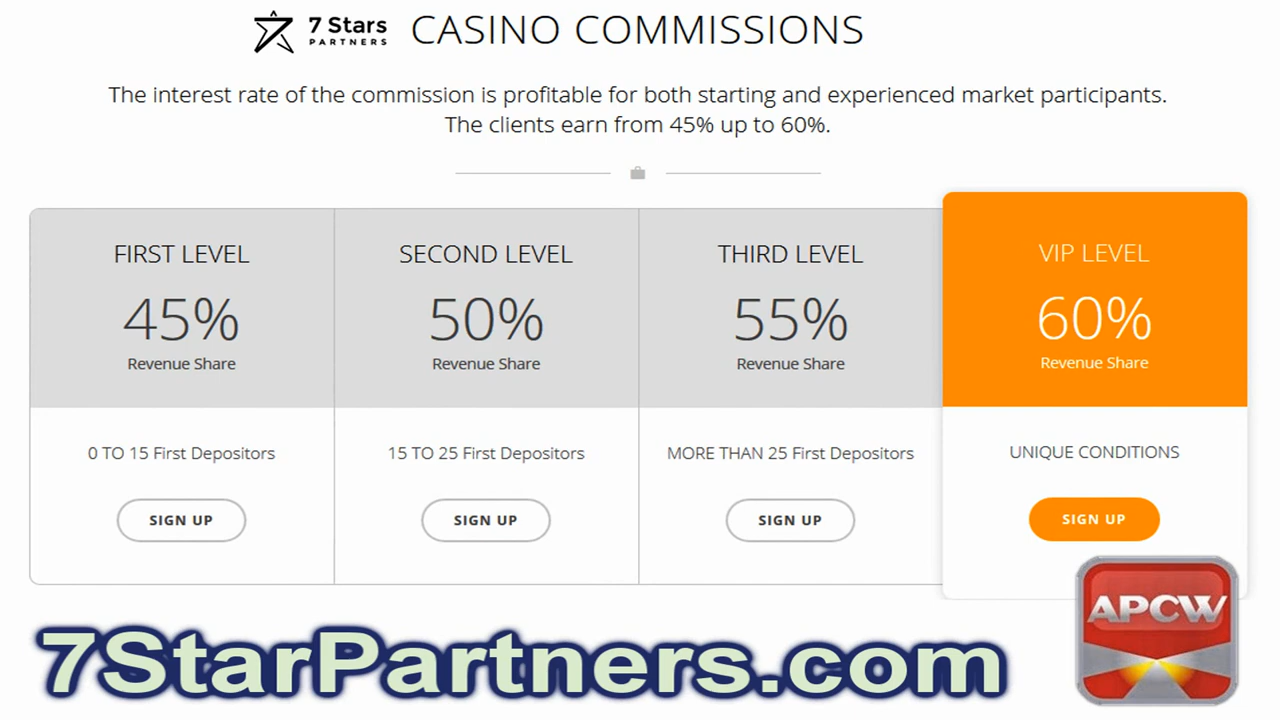 7 Stars
PARTNERS
CASINO COMMISSIONS
The interest rate of the commission is profitable for both starting and experienced market participants.
The clients earn from 45% up to 60%.
FIRST LEVEL
45%
Revenue Share
0 TO 15 First Depositors
SIGN UP
SECOND LEVEL
50%
Revenue Share
15 TO 25 First Depositors
SIGN UP
THIRD LEVEL
55%
Revenue Share
MORE THAN 25 First Depositors
SIGN UP
VIP LEVEL
60%
Revenue Share
UNIQUE CONDITIONS
SIGN UP
7StarPartners.com
APCW